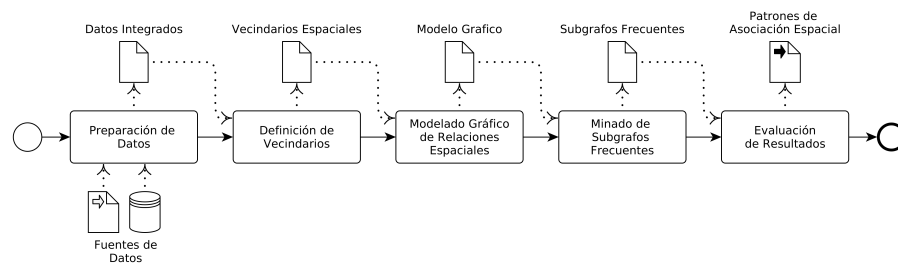 Datos Integrados
Vecindarios Espaciales
Modelo Grafico
Subgrafos Frecuentes
Patrones de
Asociación Espacial
Preparación de
Datos
Definición de
Vecindarios
Modelado Gráfico
de Relaciones
Espaciales
Minado de
Subgrafos
Frecuentes
Evaluación
de Resultados
Fuentes de
Datos